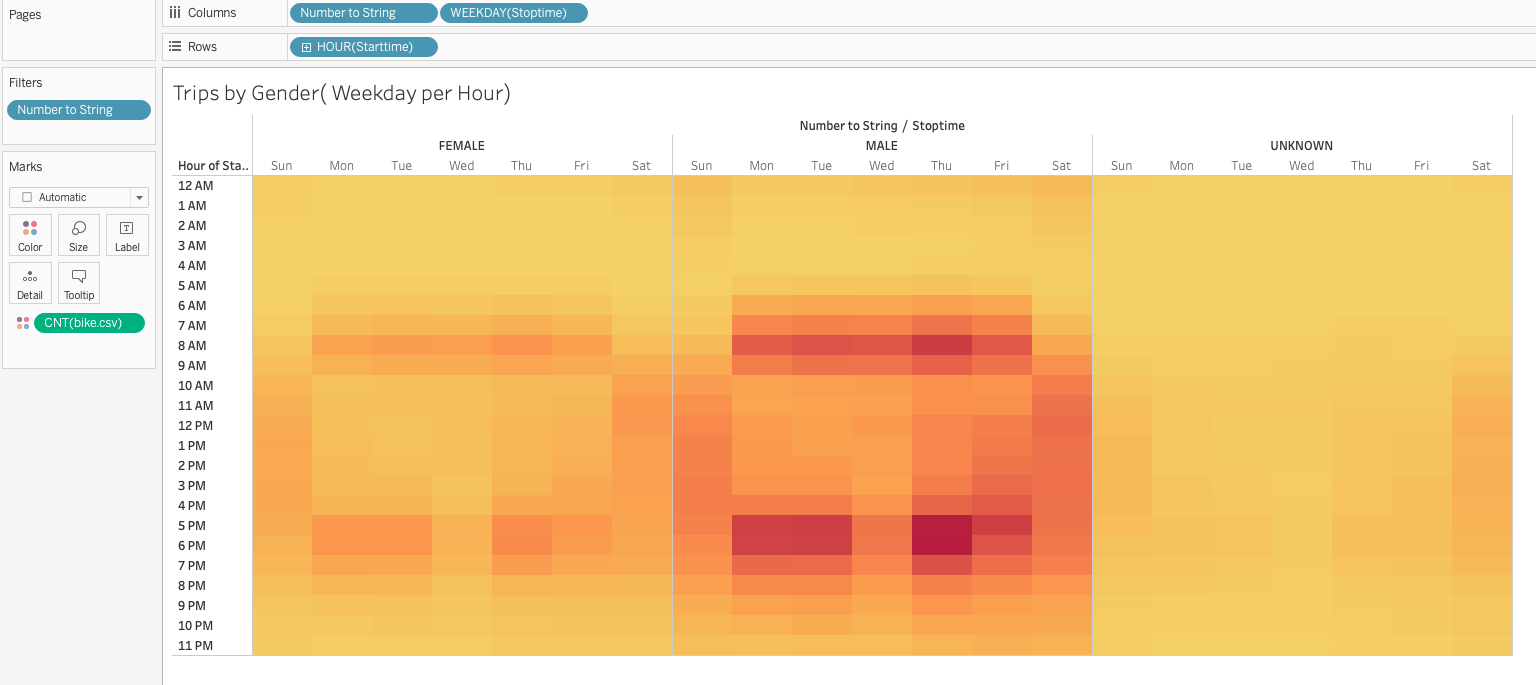 Pages
Columns
Number to String
WEEKDAY(Stoptime)
Rows
HOUR(Starttime)
Filters
Number to String
Marks
Automatic
Color
Size
Label
Detail
Tooltip
CNT(bike.csv)
Trips by Gender( Weekday per Hour)
Number to String / Stoptime
FEMALE MALE UNKNOWN
Hour of Sta.. Sun Mon Tue Wed Thu Fri Sat Sun Mon Tue Wed Thu Fri Sat Sun Mon Tue Wed Thu Fri Sat
12 AM
1 AM
2 AM
3 AM
4 AM
5 AM
6 AM
7 AM
8 AM
9 AM
10 AM
11 AM
12 PM
1 PM
2 PM
3 PM
4 PM
5 PM
6 PM
7 PM
8 PM
9 PM
10 PM
11 PM